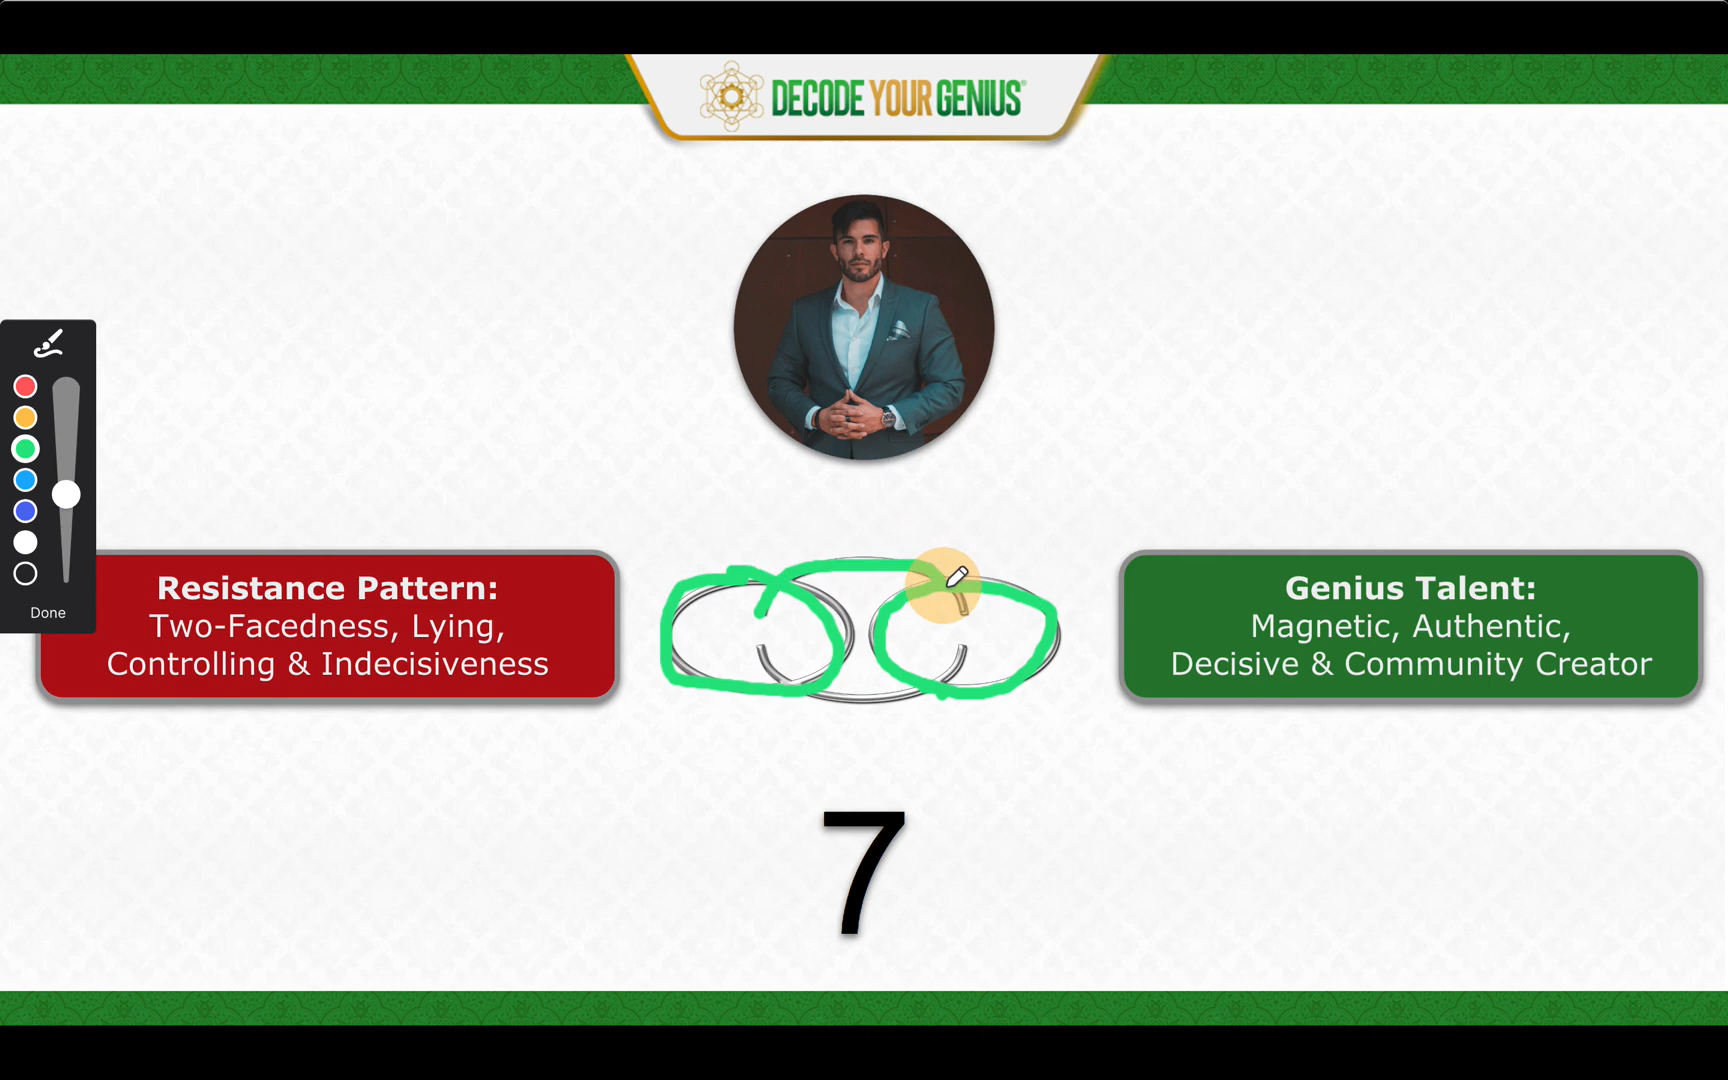 DECODE YOUR GENIUS®
Done
Resistance Pattern:
Two-Facedness, Lying,
Controlling & Indecisiveness
Genius Talent:
Magnetic, Authentic,
Decisive & Community Creator
7